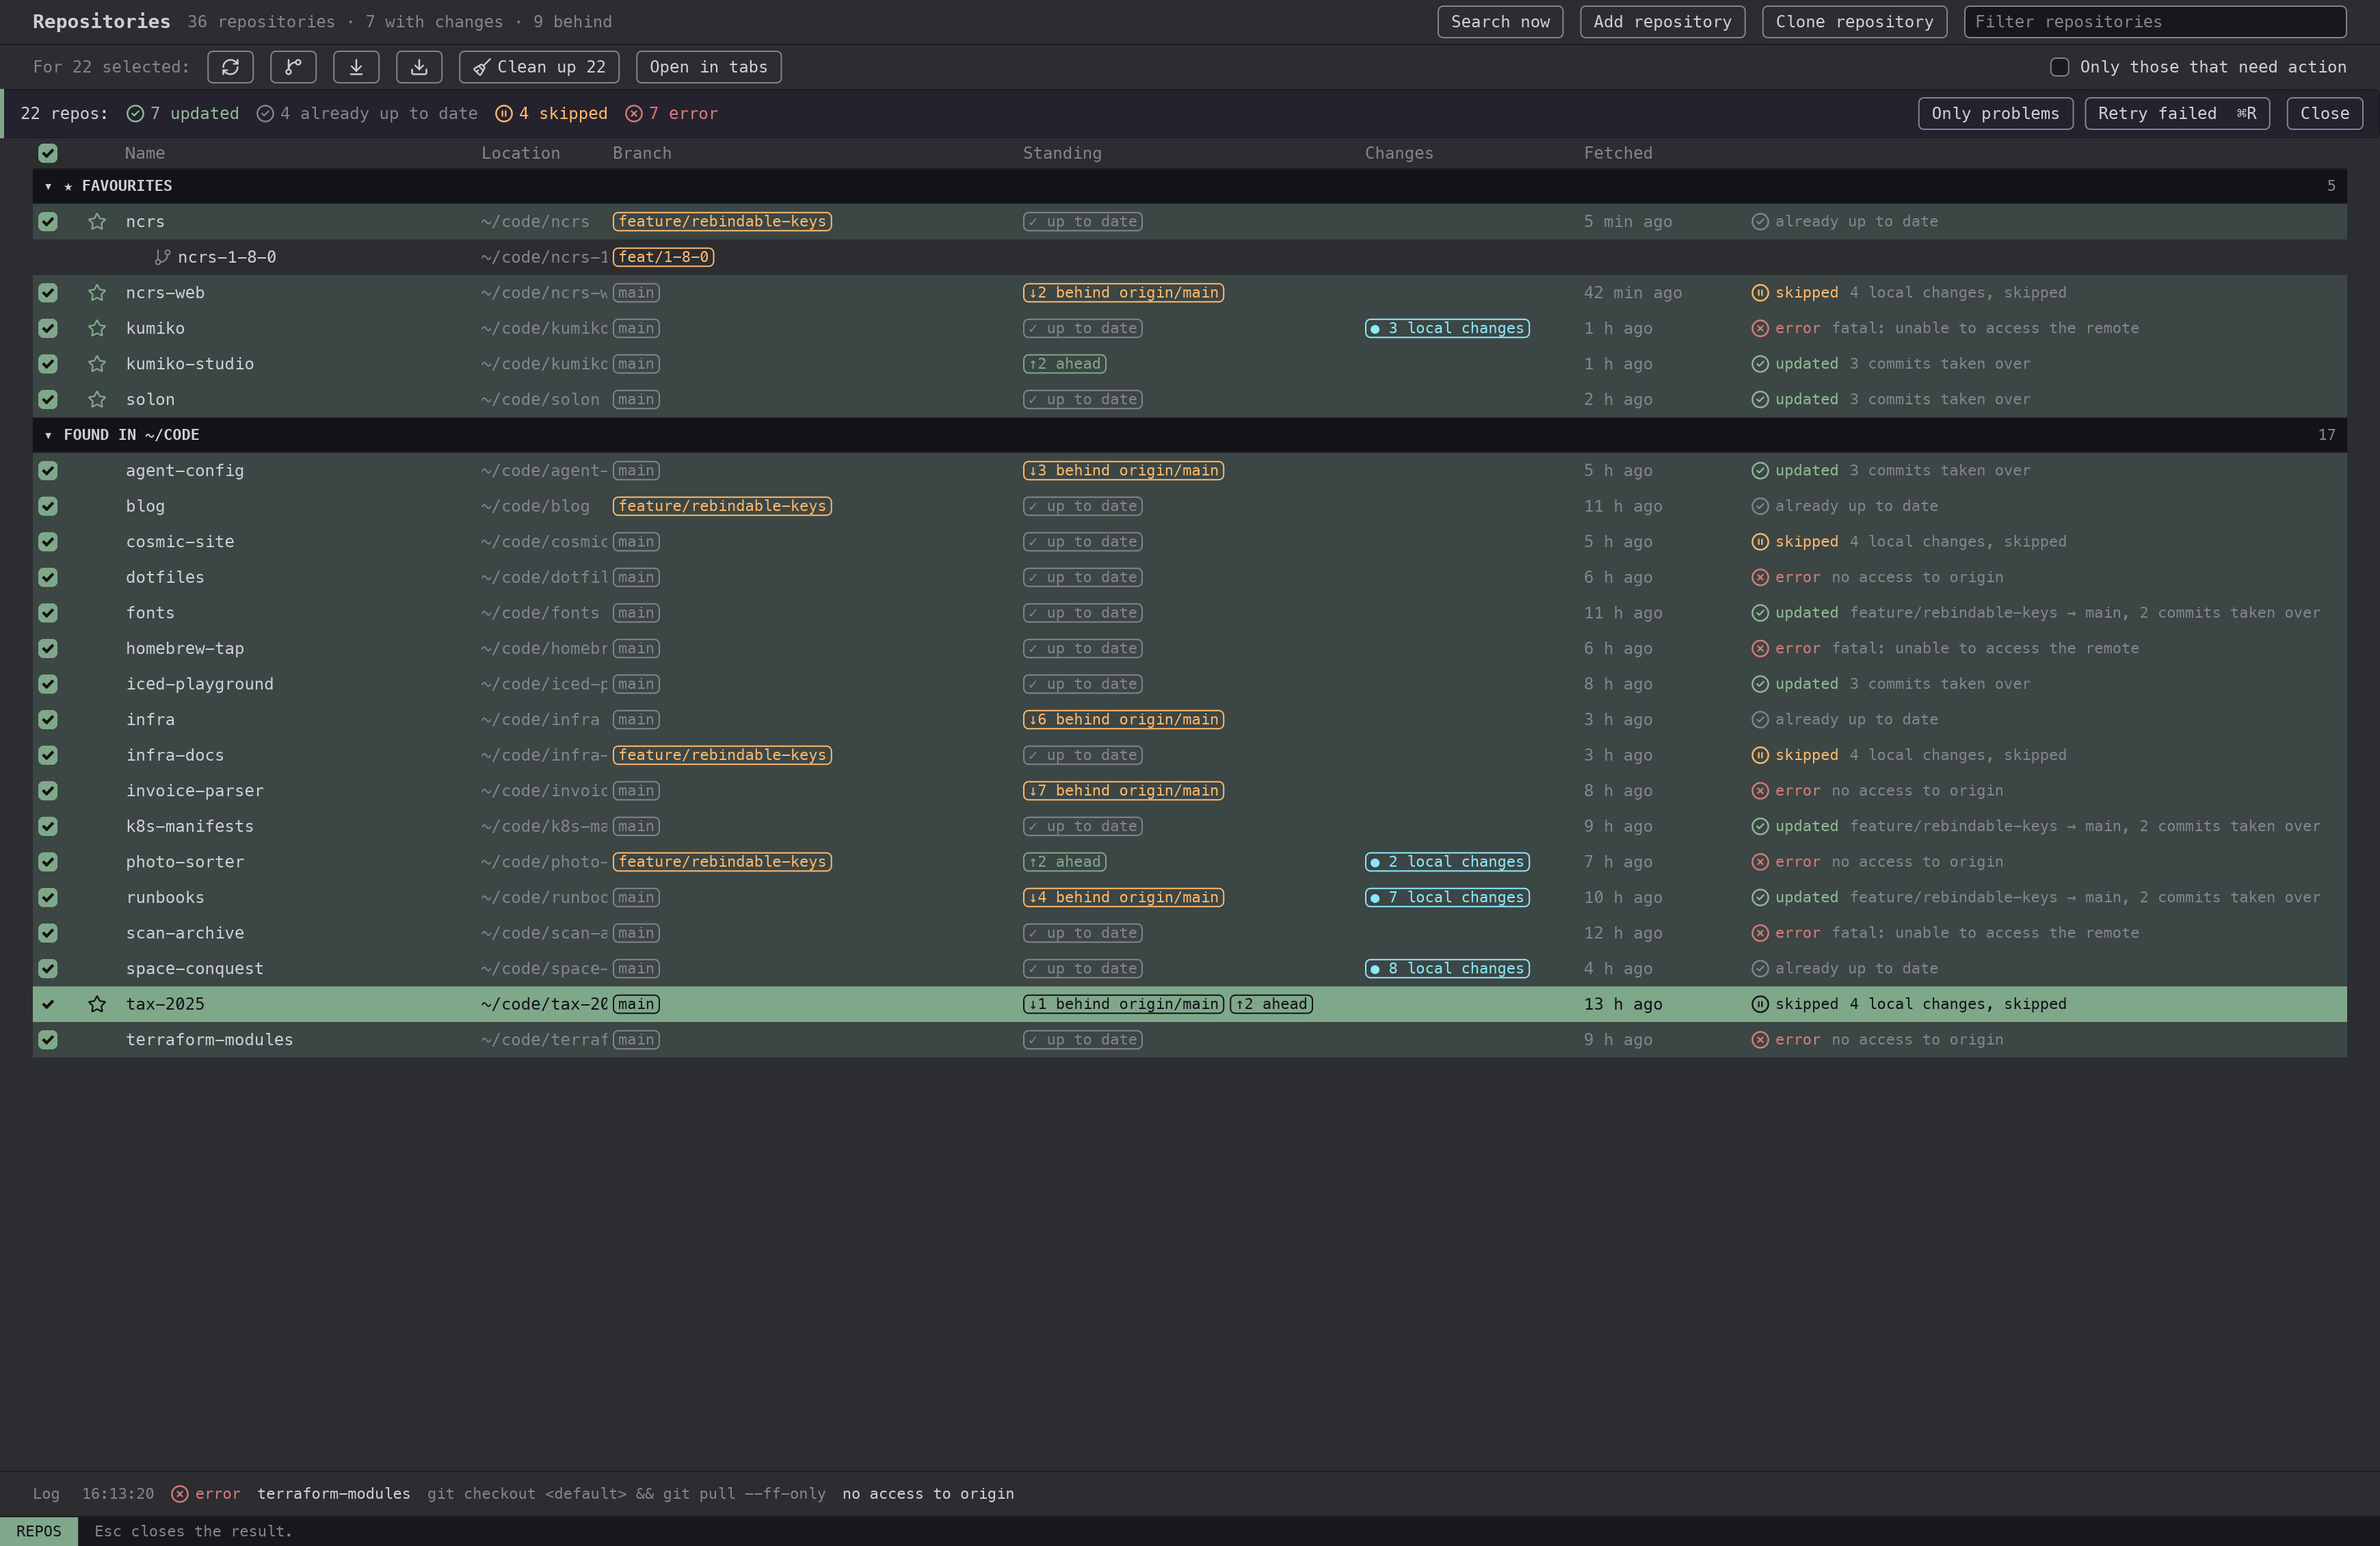 Repositories 36 repositories · 7 with changes · 9 behind Search now Add repository Clone repository Filter repositories
For 22 selected: Clean up 22 Open in tabs Only those that need action
22 repos: 7 updated 4 already up to date 4 skipped 7 error Only problems Retry failed ⌘R Close
Name Location Branch Standing Changes Fetched
▾ ★ FAVOURITES 5
ncrs ~/code/ncrs feature/rebindable-keys ✓ up to date 5 min ago already up to date
ncrs-1-8-0 ~/code/ncrs-1 feat/1-8-0
ncrs-web ~/code/ncrs-w main ↓2 behind origin/main 42 min ago skipped 4 local changes, skipped
kumiko ~/code/kumiko main ✓ up to date ● 3 local changes 1 h ago error fatal: unable to access the remote
kumiko-studio ~/code/kumiko main ↑2 ahead 1 h ago updated 3 commits taken over
solon ~/code/solon main ✓ up to date 2 h ago updated 3 commits taken over
▾ FOUND IN ~/CODE 17
agent-config ~/code/agent- main ↓3 behind origin/main 5 h ago updated 3 commits taken over
blog ~/code/blog feature/rebindable-keys ✓ up to date 11 h ago already up to date
cosmic-site ~/code/cosmic main ✓ up to date 5 h ago skipped 4 local changes, skipped
dotfiles ~/code/dotfil main ✓ up to date 6 h ago error no access to origin
fonts ~/code/fonts main ✓ up to date 11 h ago updated feature/rebindable-keys → main, 2 commits taken over
homebrew-tap ~/code/homebr main ✓ up to date 6 h ago error fatal: unable to access the remote
iced-playground ~/code/iced-p main ✓ up to date 8 h ago updated 3 commits taken over
infra ~/code/infra main ↓6 behind origin/main 3 h ago already up to date
infra-docs ~/code/infra- feature/rebindable-keys ✓ up to date 3 h ago skipped 4 local changes, skipped
invoice-parser ~/code/invoic main ↓7 behind origin/main 8 h ago error no access to origin
k8s-manifests ~/code/k8s-ma main ✓ up to date 9 h ago updated feature/rebindable-keys → main, 2 commits taken over
photo-sorter ~/code/photo- feature/rebindable-keys ↑2 ahead ● 2 local changes 7 h ago error no access to origin
runbooks ~/code/runboo main ↓4 behind origin/main ● 7 local changes 10 h ago updated feature/rebindable-keys → main, 2 commits taken over
scan-archive ~/code/scan-a main ✓ up to date 12 h ago error fatal: unable to access the remote
space-conquest ~/code/space- main ✓ up to date ● 8 local changes 4 h ago already up to date
tax-2025 ~/code/tax-20 main ↓1 behind origin/main ↑2 ahead 13 h ago skipped 4 local changes, skipped
terraform-modules ~/code/terraf main ✓ up to date 9 h ago error no access to origin
Log 16:13:20 error terraform-modules git checkout <default> && git pull --ff-only no access to origin
REPOS Esc closes the result.